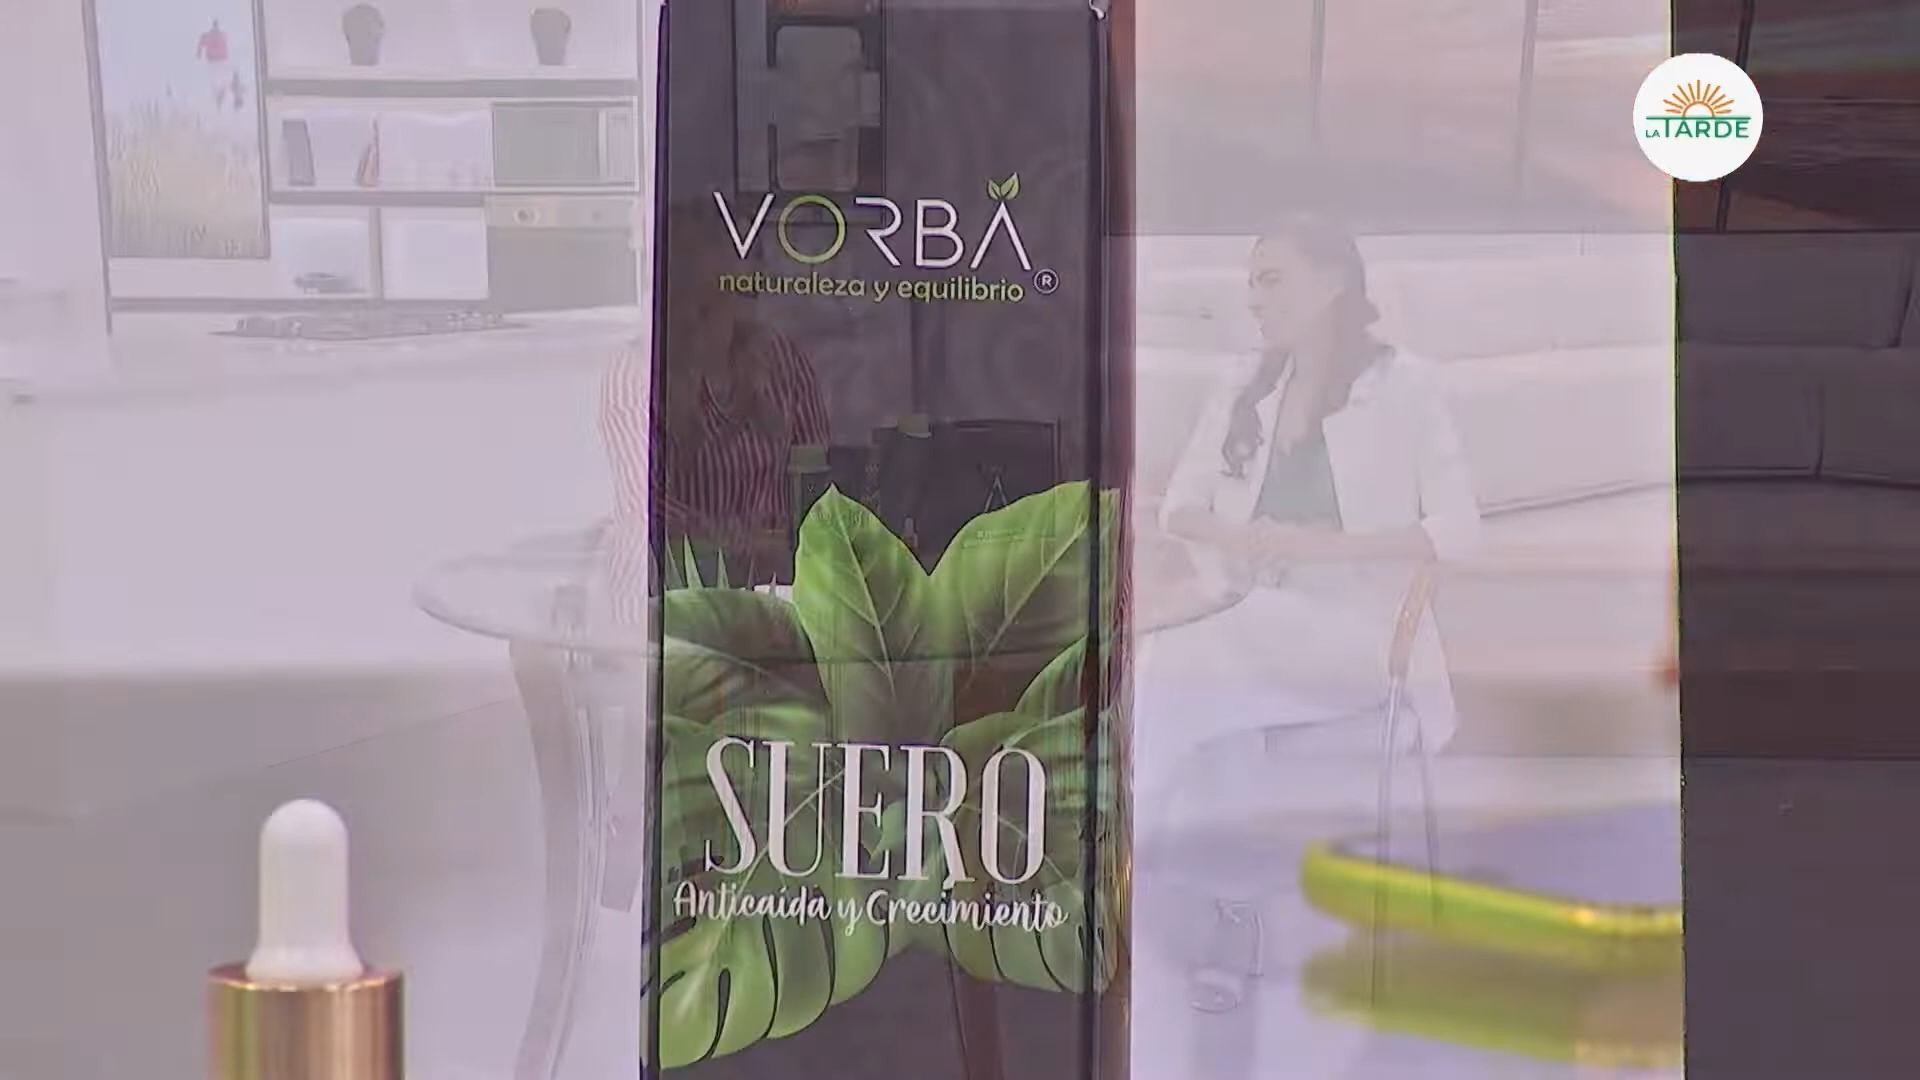 LA TARDE
VORBA
naturaleza y equilibrio ®
SUERO
Anticaída y Crecimiento